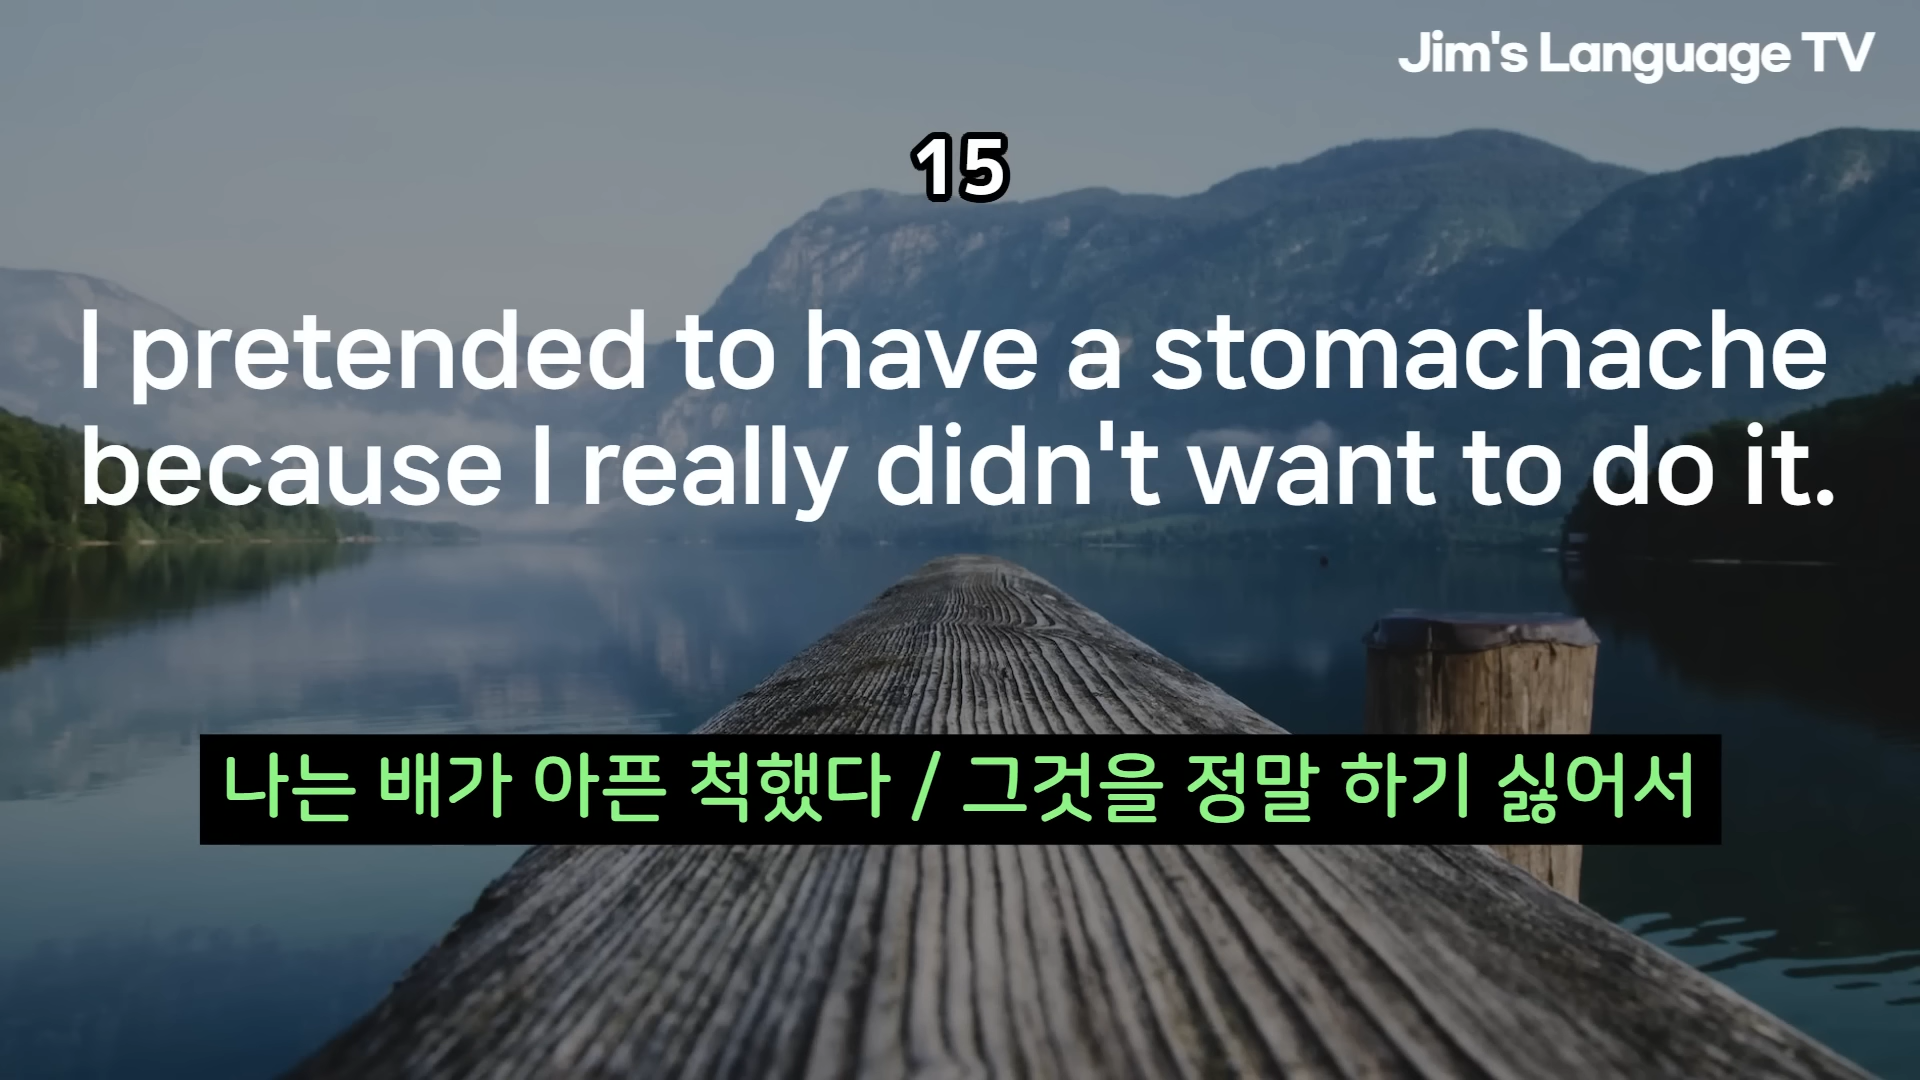 Jim's Language TV
15
I pretended to have a stomachache
because I really didn't want to do it.
나는 배가 아픈 척했다 / 그것을 정말 하기 싫어서